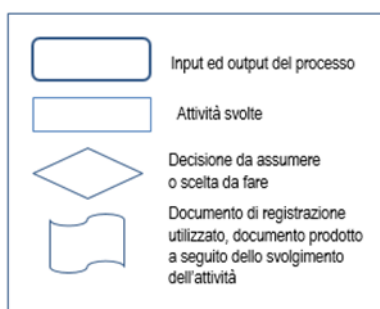 Input ed output del processo
Attività svolte
Decisione da assumere
o scelta da fare
Documento di registrazione
utilizzato, documento prodotto
a seguito dello svolgimento
dell'attività